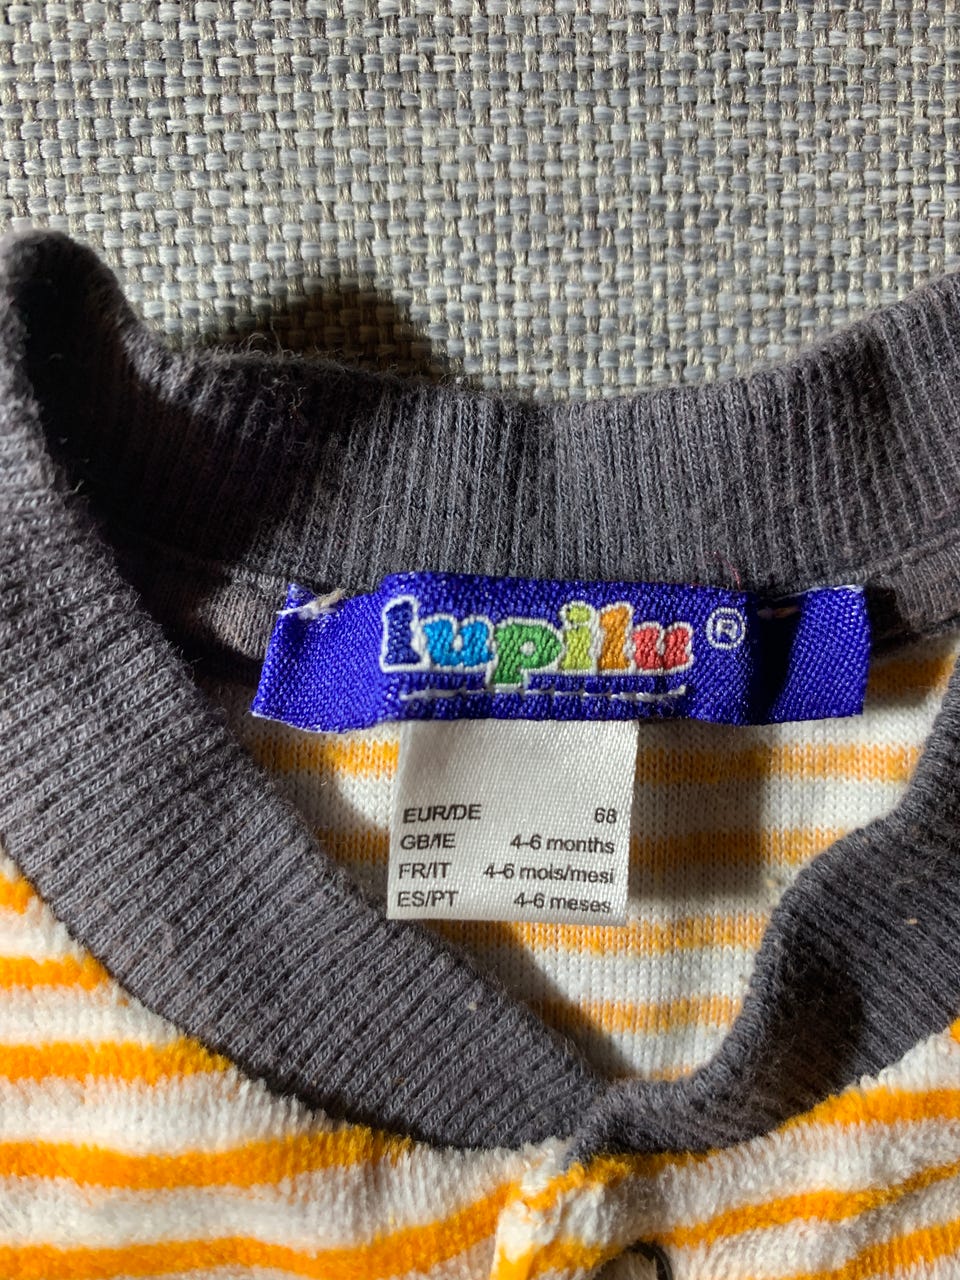 lupilu®
EUR/DE 68
GB/IE 4-6 months
FR/IT 4-6 mois/mesi
ES/PT 4-6 meses